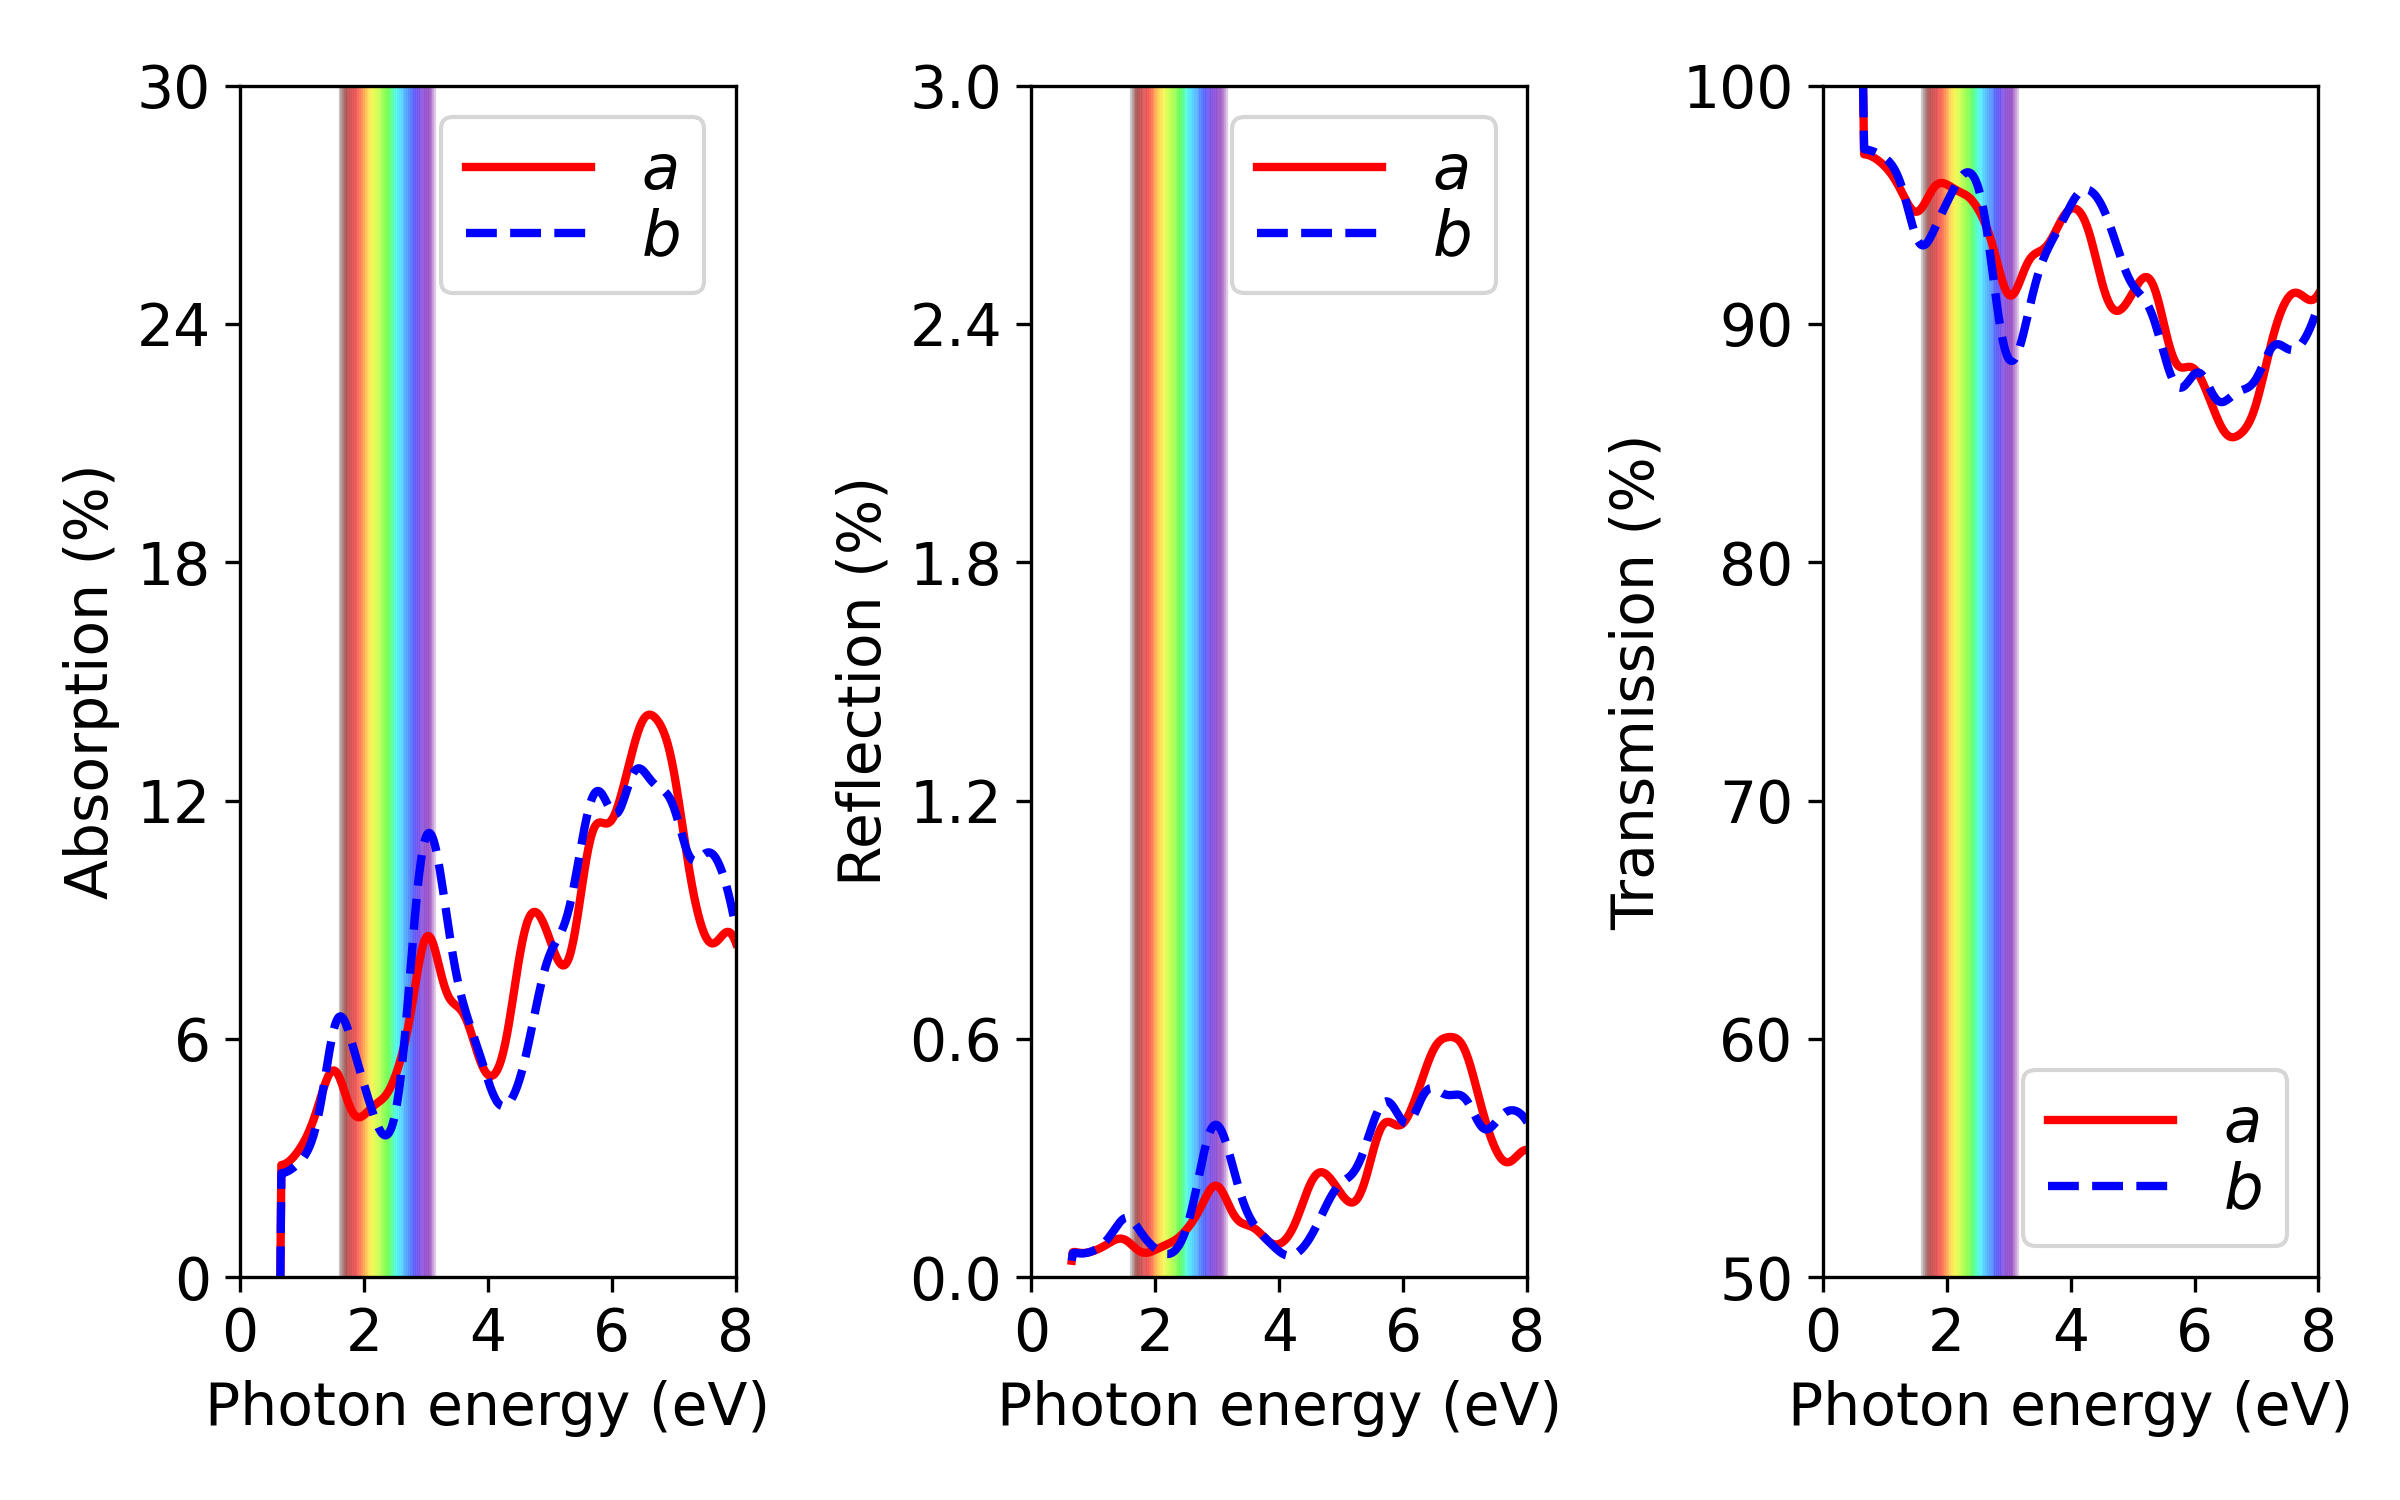 30
24
18
12
6
0
0 2 4 6 8
Absorption (%)
Photon energy (eV)
a
b
3.0
2.4
1.8
1.2
0.6
0.0
0 2 4 6 8
Reflection (%)
Photon energy (eV)
a
b
100
90
80
70
60
50
0 2 4 6 8
Transmission (%)
Photon energy (eV)
a
b